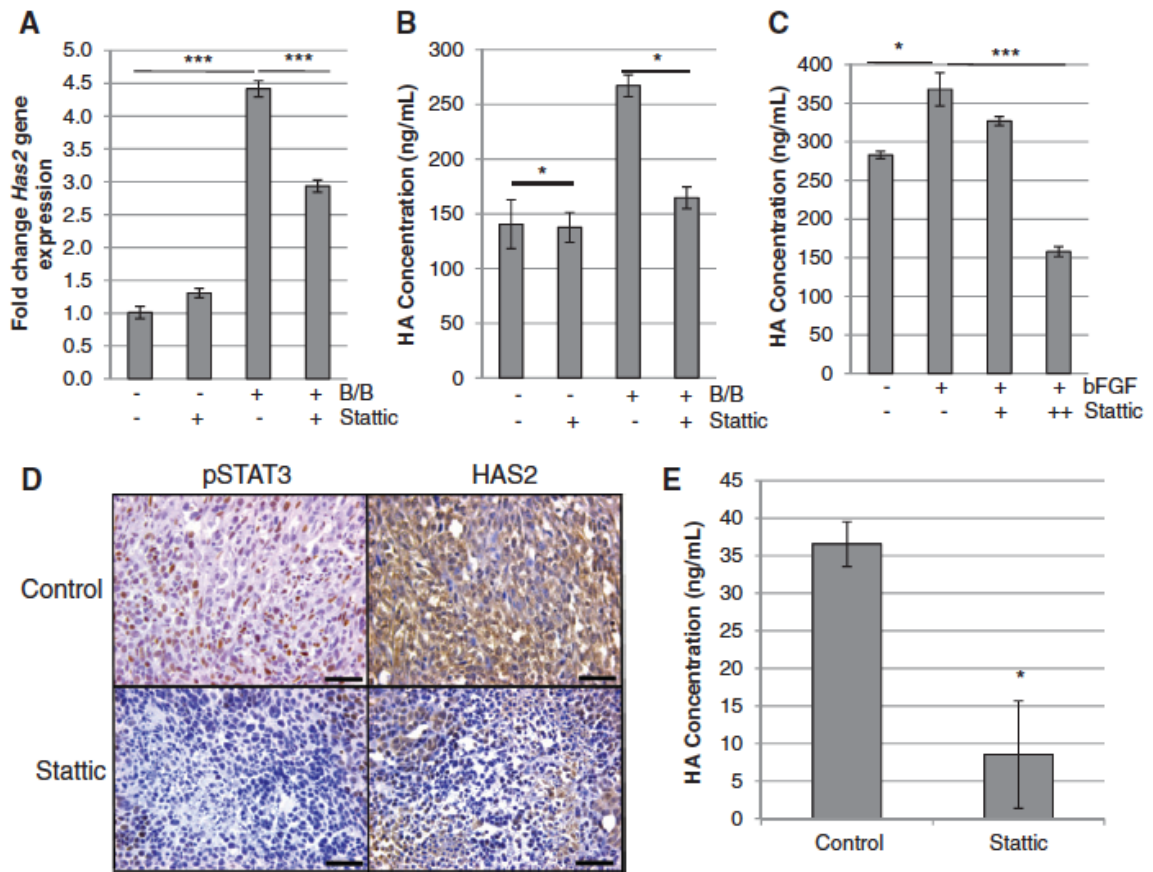 A
Fold change Has2 gene
expression
5.0
4.5
4.0
3.5
3.0
2.5
2.0
1.5
1.0
0.5
0.0
***
***
- - + + B/B
- + - + Stattic
B
HA Concentration (ng/mL)
300
250
200
150
100
50
0
*
*
- - + + B/B
- + - + Stattic
C
HA Concentration (ng/mL)
400
350
300
250
200
150
100
50
0
*
***
- + + + bFGF
- - + ++ Stattic
D
pSTAT3 HAS2
Control
Stattic
E
HA Concentration (ng/mL)
45
40
35
30
25
20
15
10
5
0
*
Control Stattic